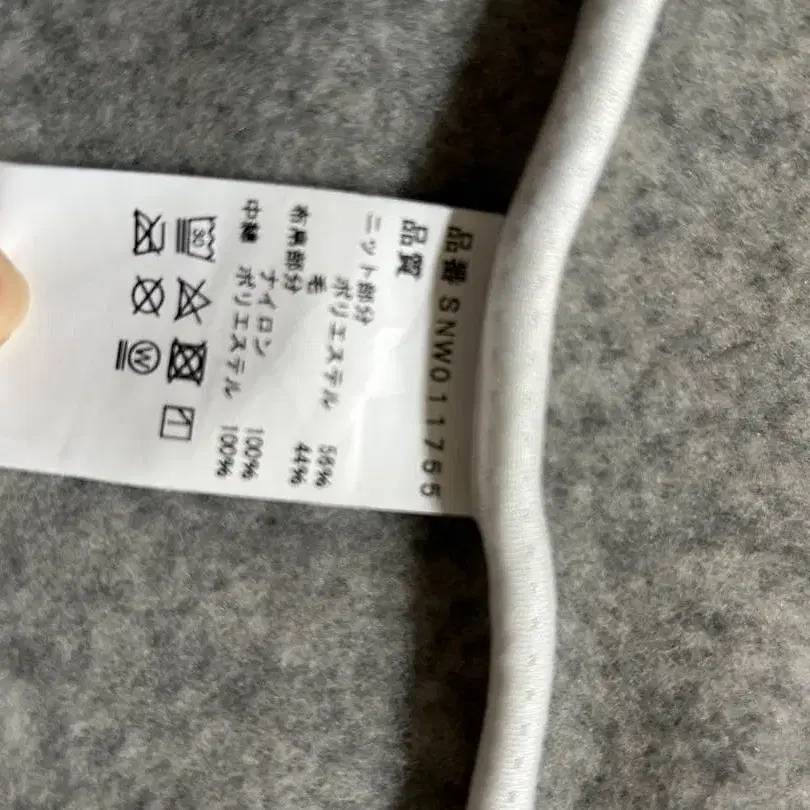 品番 SNW011755
品質
ニット部分
ポリエステル 56%
毛 44%
布帛部分
ナイロン 100%
中綿 ポリエステル 100%
30
W